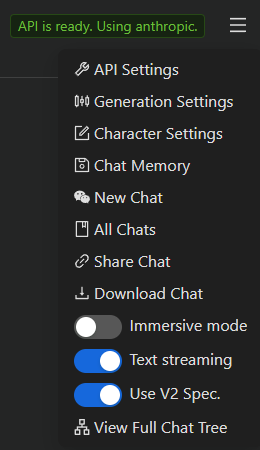 API is ready. Using anthropic.
API Settings
Generation Settings
Character Settings
Chat Memory
New Chat
All Chats
Share Chat
Download Chat
Immersive mode
Text streaming
Use V2 Spec.
View Full Chat Tree